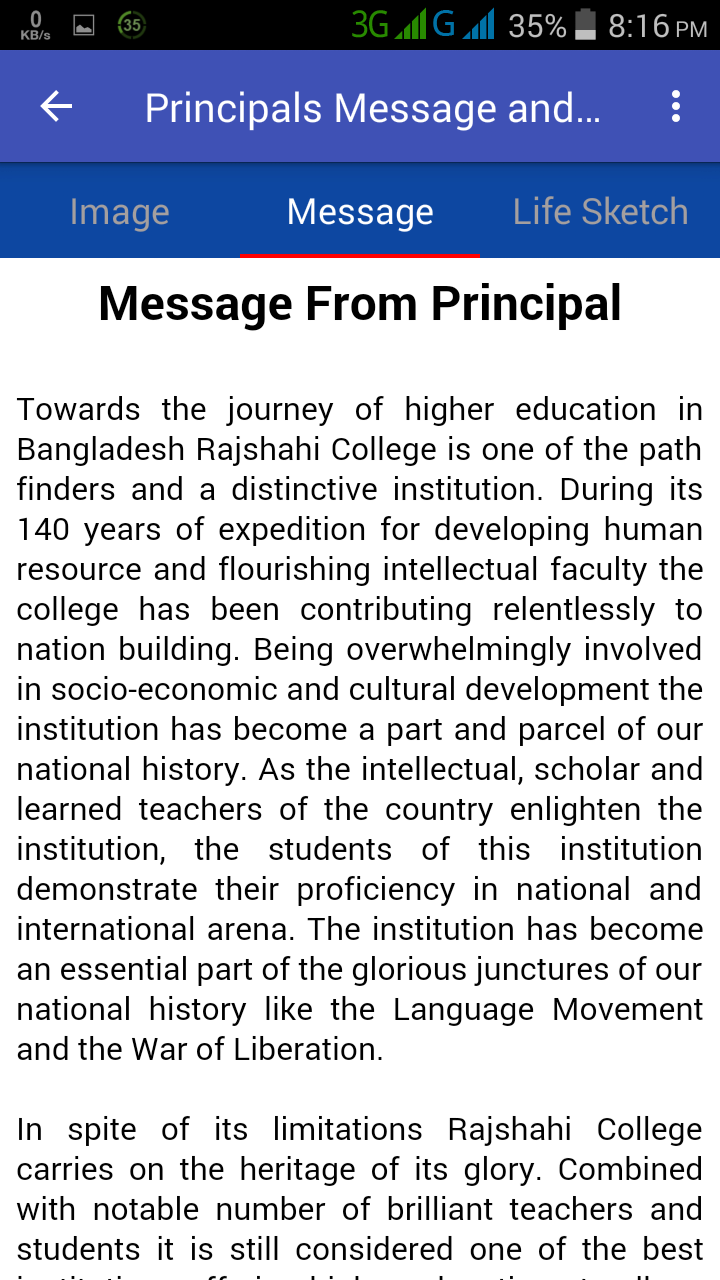 0
KB/s
35
3G
G
35%
8:16 PM
Principals Message and...
Image
Message
Life Sketch
Message From Principal
Towards the journey of higher education in
Bangladesh Rajshahi College is one of the path
finders and a distinctive institution. During its
140 years of expedition for developing human
resource and flourishing intellectual faculty the
college has been contributing relentlessly to
nation building. Being overwhelmingly involved
in socio-economic and cultural development the
institution has become a part and parcel of our
national history. As the intellectual, scholar and
learned teachers of the country enlighten the
institution, the students of this institution
demonstrate their proficiency in national and
international arena. The institution has become
an essential part of the glorious junctures of our
national history like the Language Movement
and the War of Liberation.
In spite of its limitations Rajshahi College
carries on the heritage of its glory. Combined
with notable number of brilliant teachers and
students it is still considered one of the best